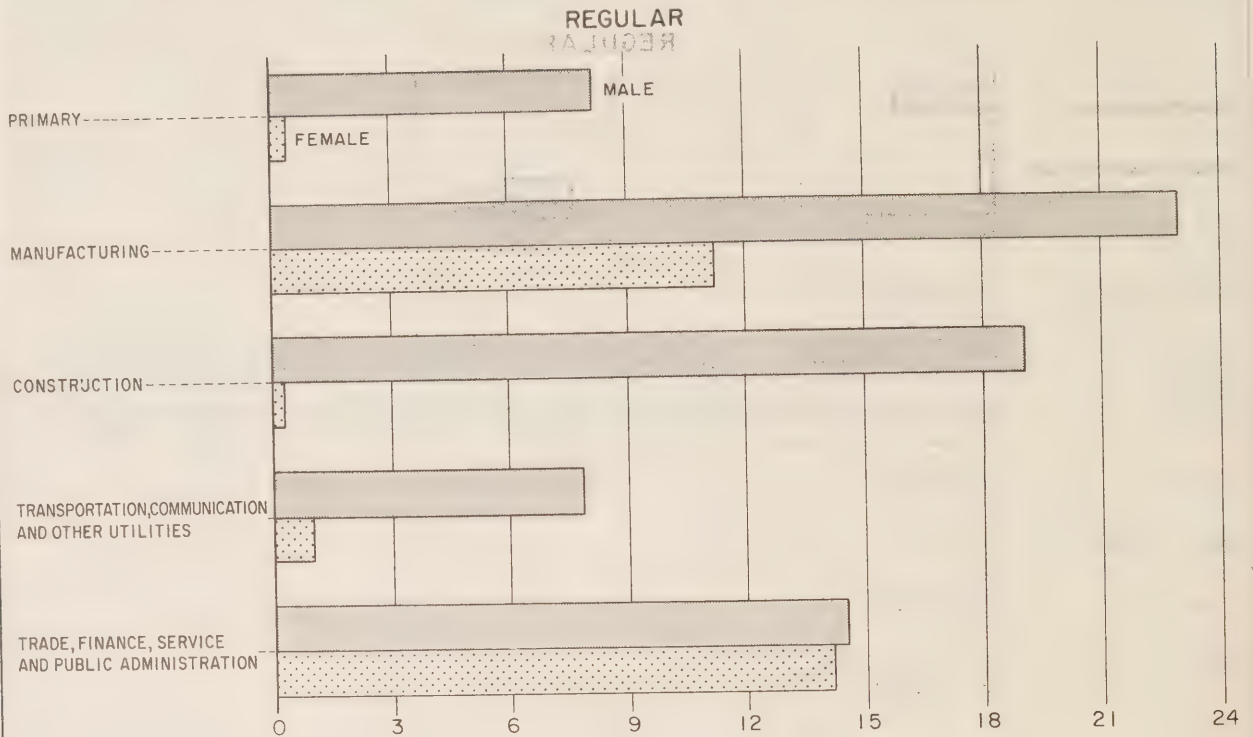 REGULAR
PRIMARY
MALE
FEMALE
MANUFACTURING
CONSTRUCTION
TRANSPORTATION,COMMUNICATION
AND OTHER UTILITIES
TRADE, FINANCE, SERVICE
AND PUBLIC ADMINISTRATION
0 3 6 9 12 15 18 21 24